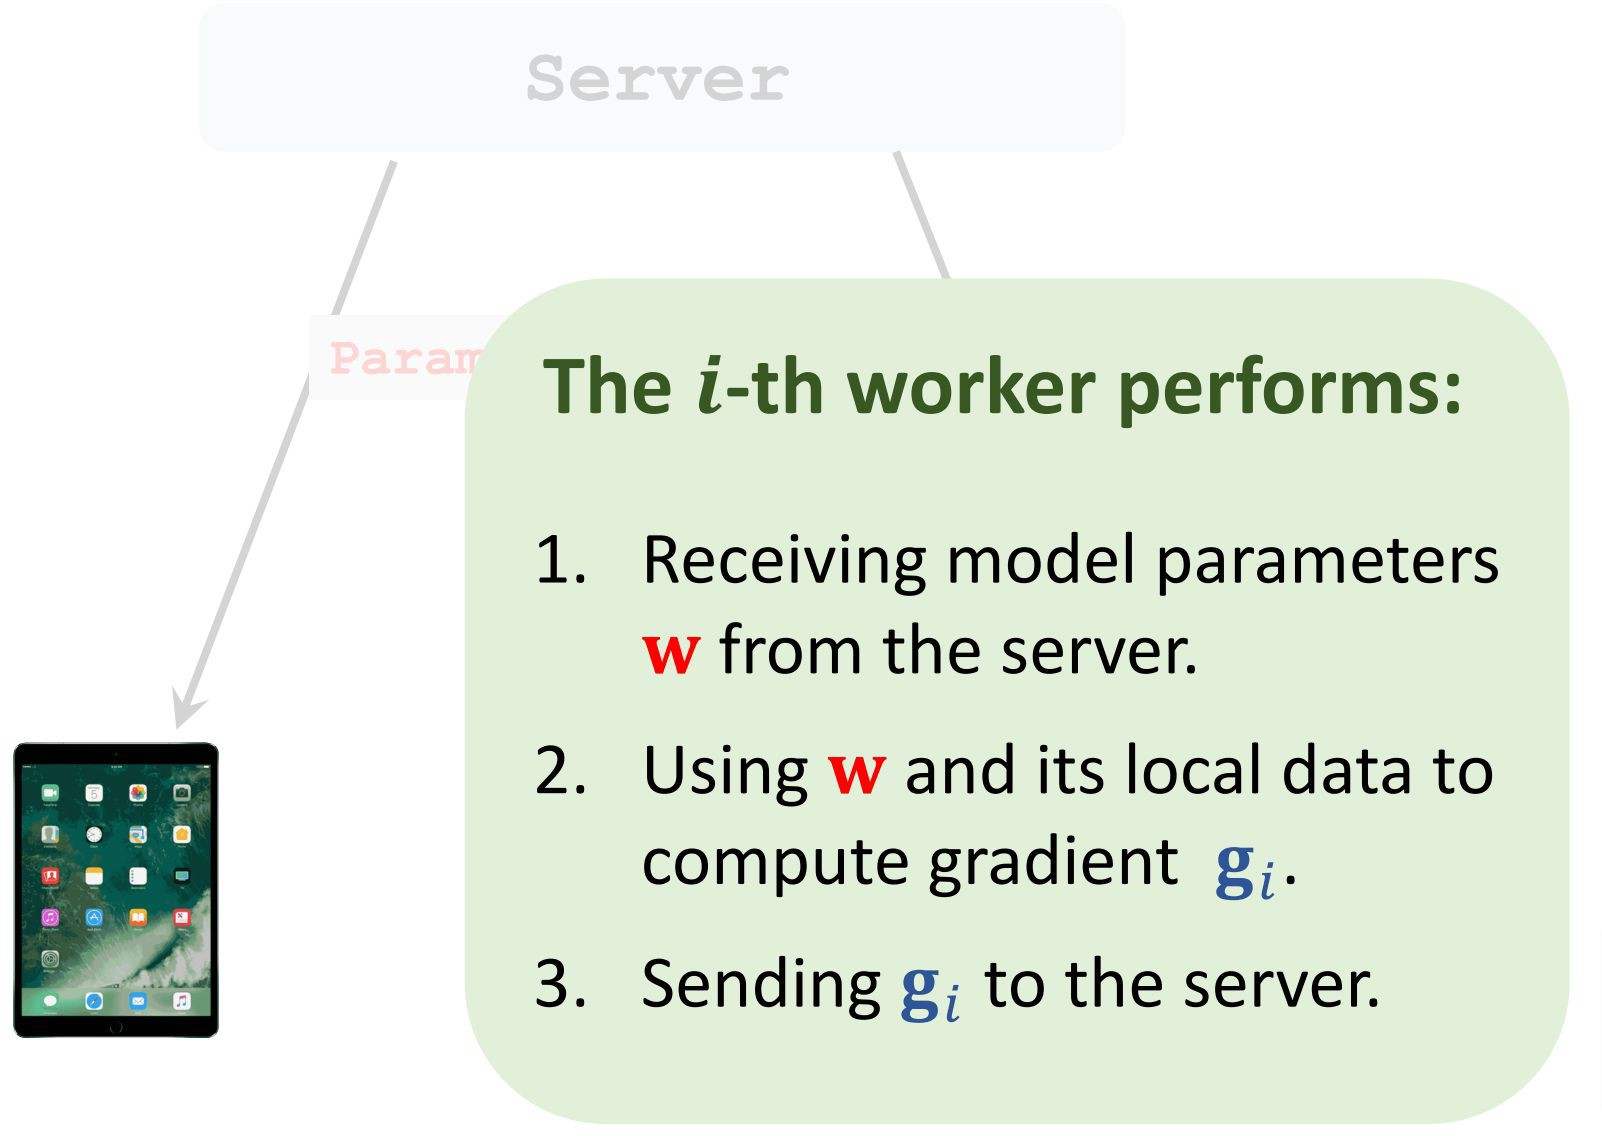 Server
Param
The i-th worker performs:
1. Receiving model parameters
w from the server.
2. Using w and its local data to
compute gradient g_i.
3. Sending g_i to the server.